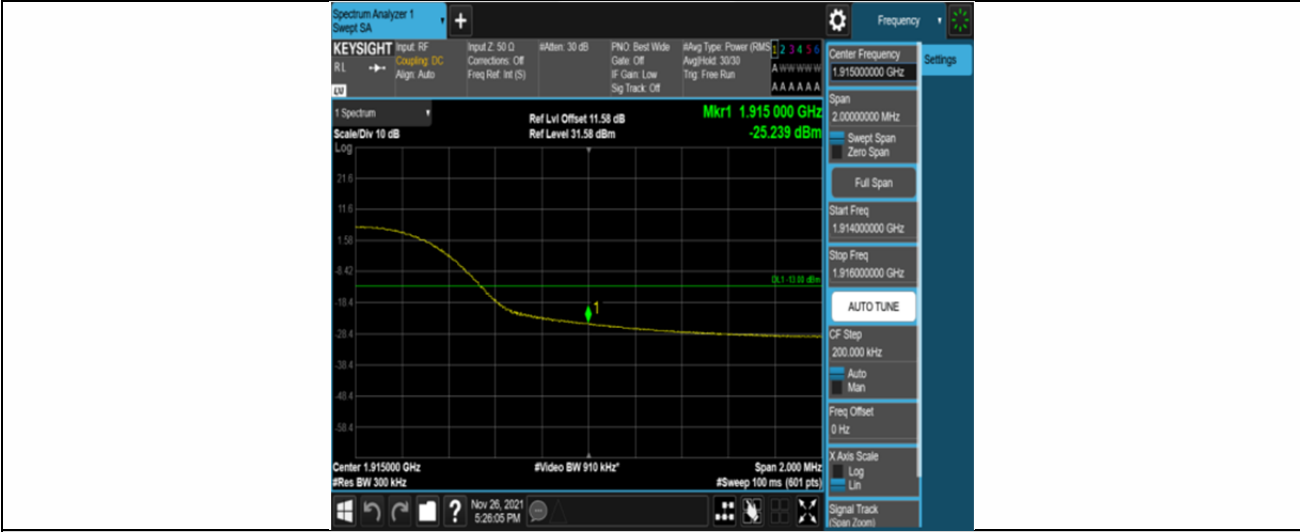 Spectrum Analyzer 1
Swept SA
+
Frequency
KEYSIGHT
RL
Input: RF
Coupling: DC
Align: Auto
Input Z: 50 Ω
Corrections: Off
Freq Ref: Int (S)
#Atten: 30 dB
PNO: Best Wide
Gate: Off
IF Gain: Low
Sig Track: Off
#Avg Type: Power (RMS
Avg|Hold: 30/30
Trig: Free Run
1 2 3 4 5 6
A W W W W W
A A A A A A
Center Frequency
1.915000000 GHz
Settings
Span
2.00000000 MHz
Swept Span
Zero Span
Full Span
Start Freq
1.914000000 GHz
Stop Freq
1.916000000 GHz
AUTO TUNE
CF Step
200.000 kHz
Auto
Man
Freq Offset
0 Hz
X Axis Scale
Log
Lin
Signal Track
(Span Zoom)
1 Spectrum
Scale/Div 10 dB
Log
Ref Lvl Offset 11.58 dB
Ref Level 31.58 dBm
Mkr1 1.915 000 GHz
-25.239 dBm
21.6
11.6
1.58
-8.42
-18.4
-28.4
-38.4
-48.4
-58.4
DL1 -13.00 dBm
1
Center 1.915000 GHz
#Res BW 300 kHz
#Video BW 910 kHz*
Span 2.000 MHz
#Sweep 100 ms (601 pts)
?
Nov 26, 2021
5:26:05 PM